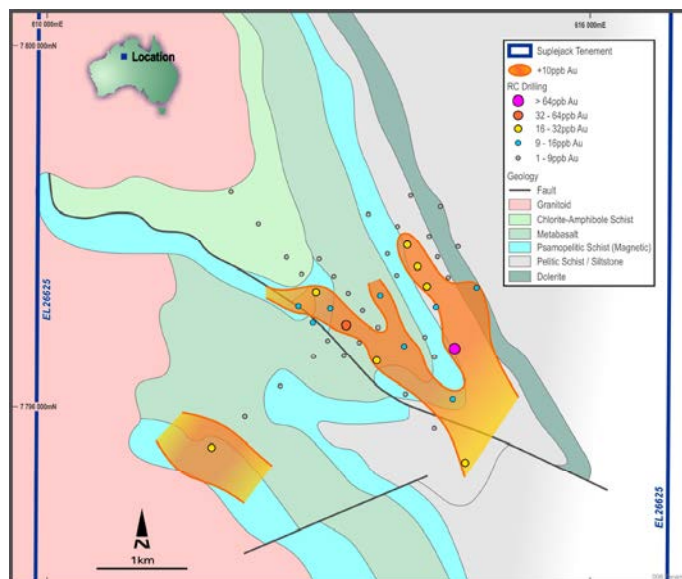 610 000mE
616 000mE
7 800 000mN
Location
Suplejack Tenement
+10ppb Au
RC Drilling
> 64ppb Au
32 - 64ppb Au
16 - 32ppb Au
9 - 16ppb Au
1 - 9ppb Au
Geology
Fault
Granitoid
Chlorite-Amphibole Schist
Metabasalt
Psamopelitic Schist (Magnetic)
Pelitic Schist / Siltstone
Dolerite
EL26625
7 796 000mN
EL26625
N
1km